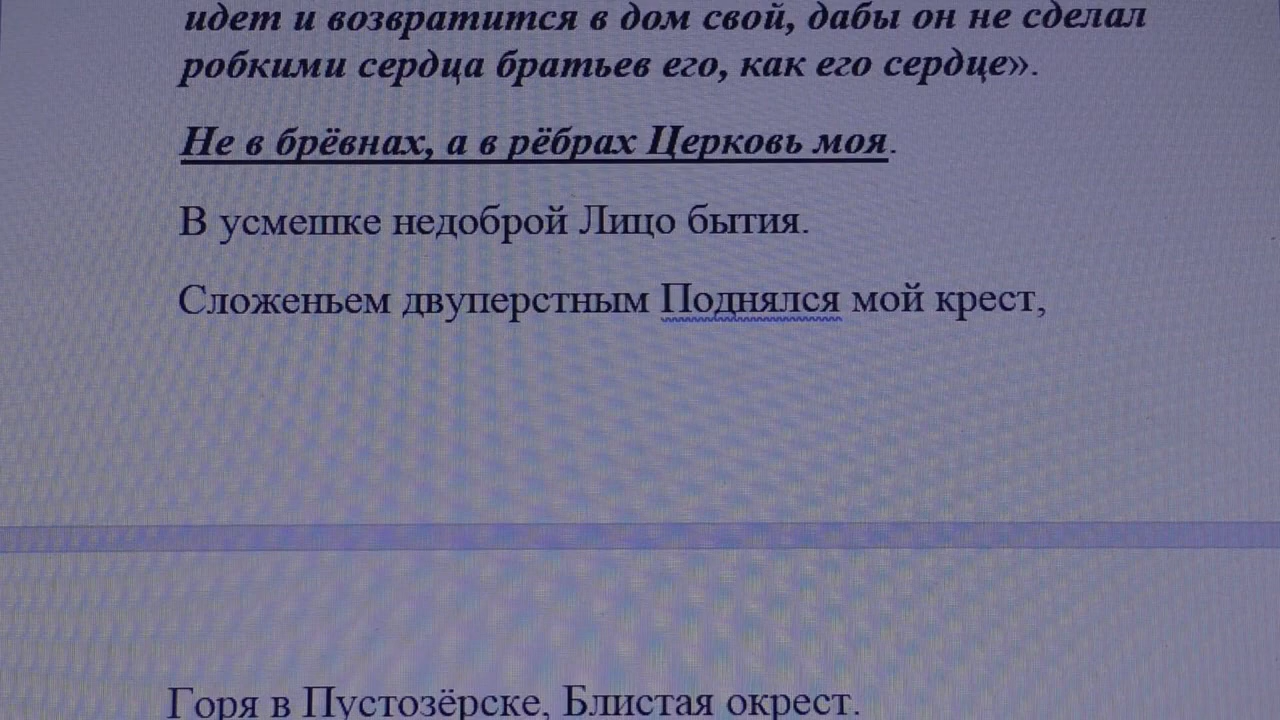 идет и возвратится в дом свой, дабы он не сделал
робкими сердца братьев его, как его сердце».
Не в брёвнах, а в рёбрах Церковь моя.
В усмешке недоброй Лицо бытия.
Сложеньем двуперстным Поднялся мой крест,
Горя в Пустозёрске, Блистая окрест.